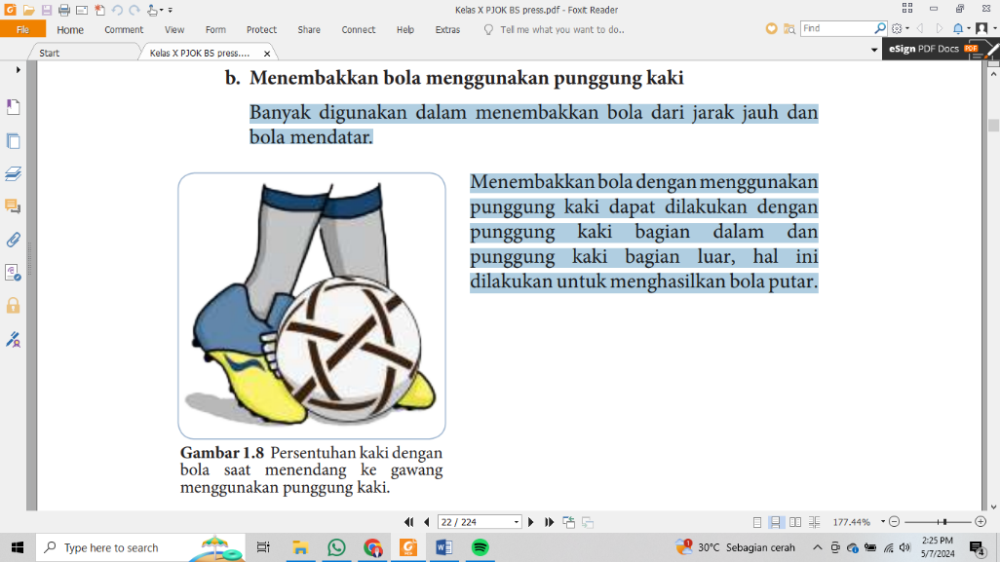 Kelas X PJOK BS press.pdf - Foxit Reader
File Home Comment View Form Protect Share Connect Help Extras Tell me what you want to do.. Find
Start Kelas X PJOK BS press.... eSign PDF Docs PDF
b. Menembakkan bola menggunakan punggung kaki
Banyak digunakan dalam menembakkan bola dari jarak jauh dan
bola mendatar.
Menembakkan bola dengan menggunakan
punggung kaki dapat dilakukan dengan
punggung kaki bagian dalam dan
punggung kaki bagian luar, hal ini
dilakukan untuk menghasilkan bola putar.
Gambar 1.8 Persentuhan kaki dengan
bola saat menendang ke gawang
menggunakan punggung kaki.
22 / 224 177.44%
Type here to search 1 30°C Sebagian cerah 2:25 PM
5/7/2024 4